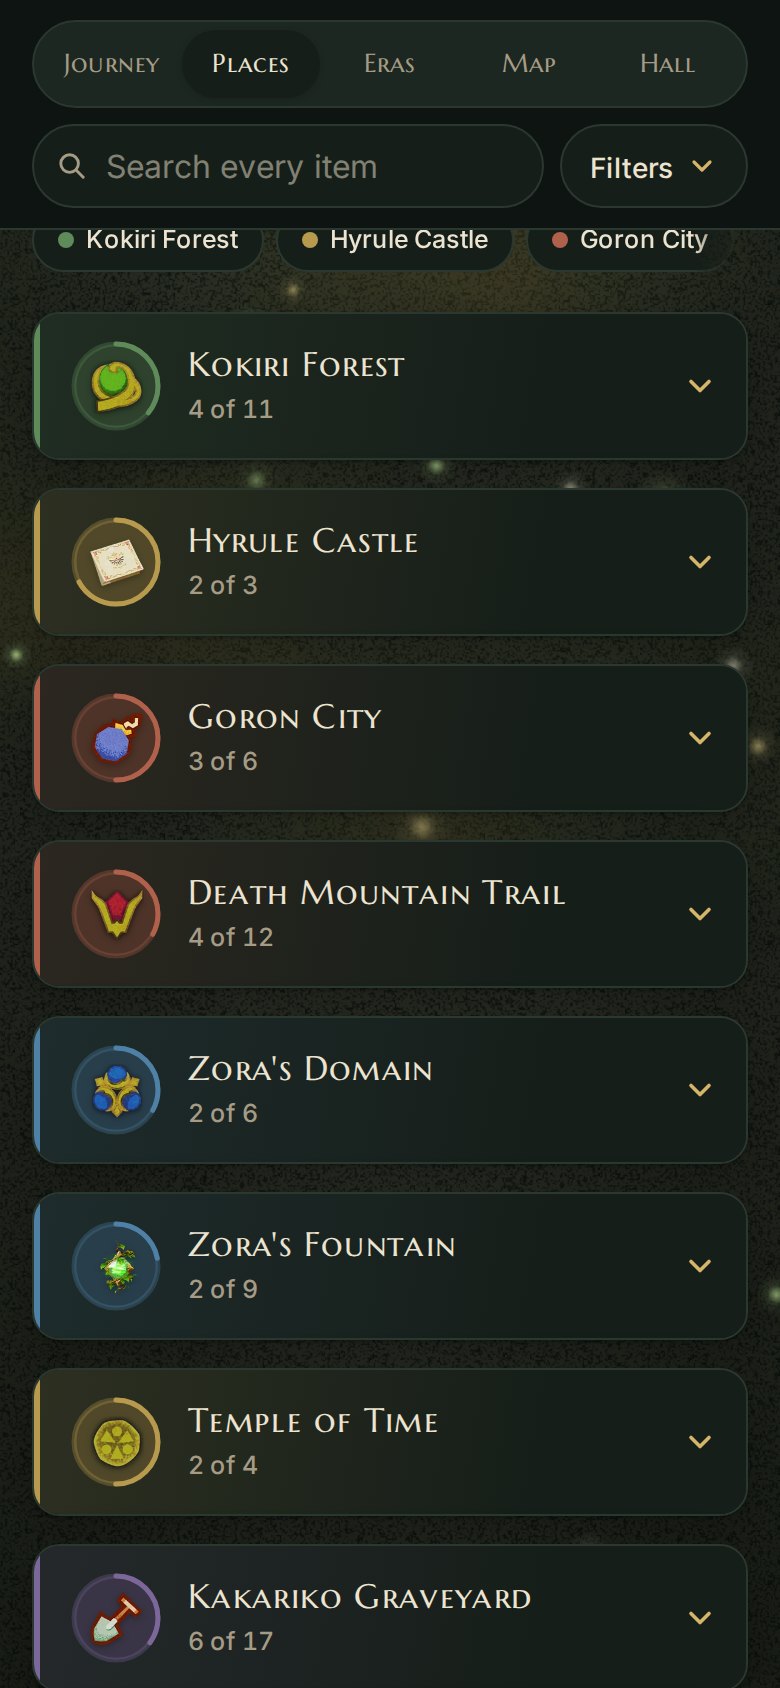 Journey Places Eras Map Hall
Search every item Filters
Kokiri Forest Hyrule Castle Goron City
Kokiri Forest
4 of 11
Hyrule Castle
2 of 3
Goron City
3 of 6
Death Mountain Trail
4 of 12
Zora's Domain
2 of 6
Zora's Fountain
2 of 9
Temple of Time
2 of 4
Kakariko Graveyard
6 of 17